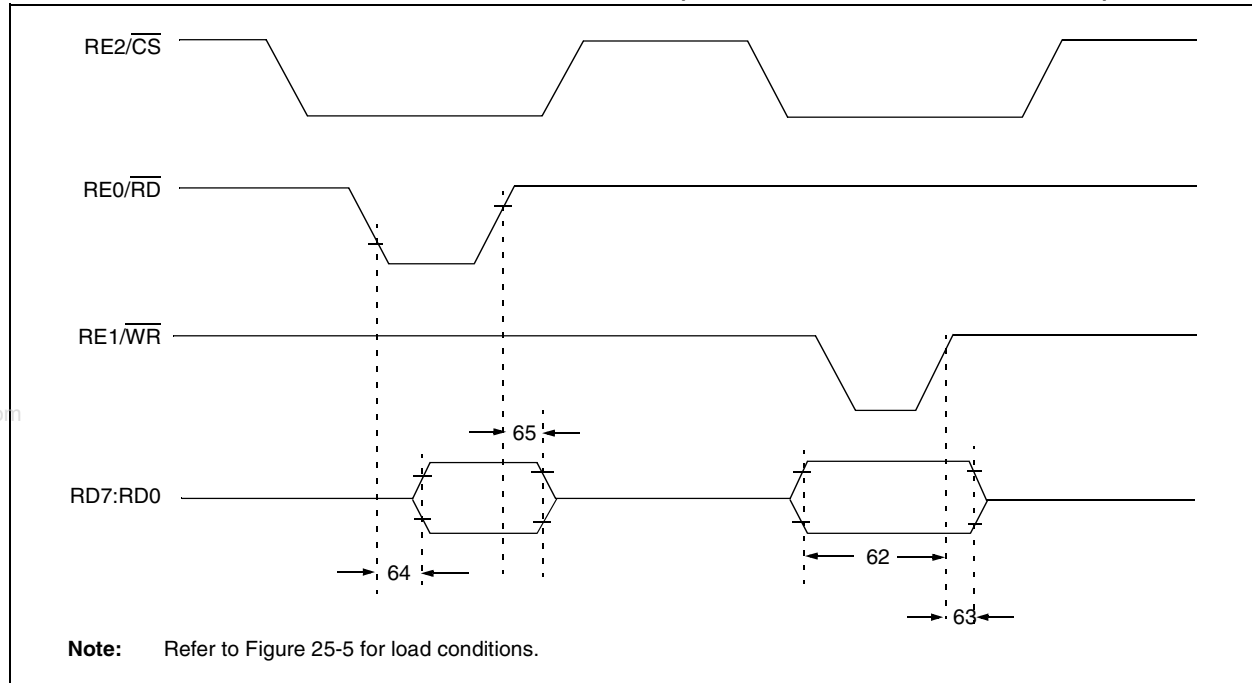 RE2/CS
RE0/RD
RE1/WR
om
65
RD7:RD0
62
64
63
Note: Refer to Figure 25-5 for load conditions.